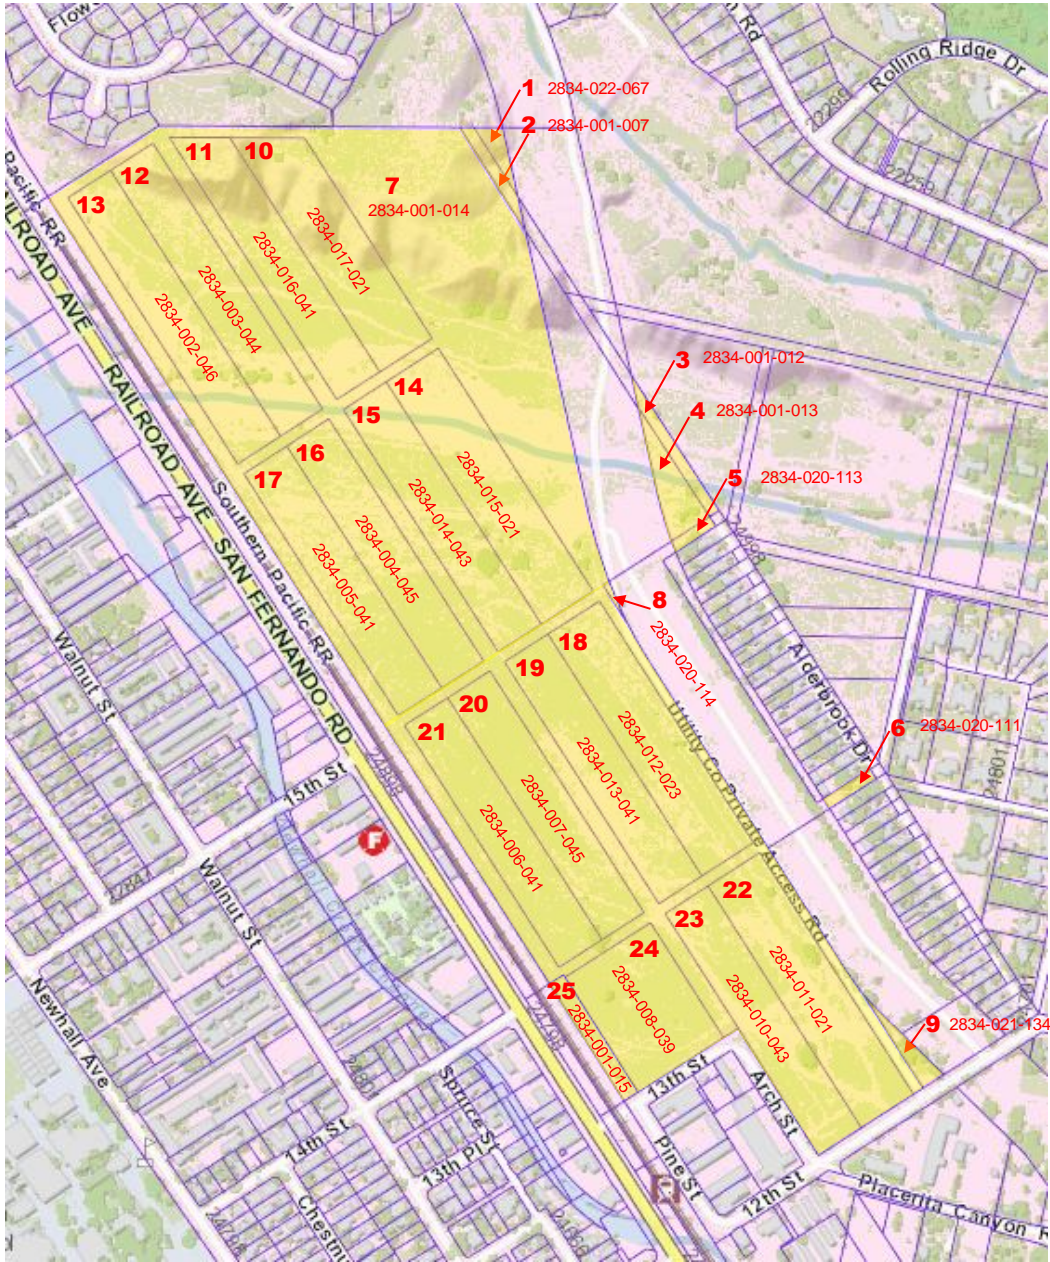 Rolling Ridge Dr
22299
22259
1 2834-022-067
2 2834-001-007
Pacific RR
RAILROAD AVE
11
10
12
13
7
2834-001-014
2834-017-021
2834-016-041
2834-003-044
2834-002-046
3 2834-001-012
4 2834-001-013
5 2834-020-113
14
15
16
17
2834-015-021
2834-014-043
2834-004-045
2834-005-041
RAILROAD AVE
Southern Pacific RR
SAN FERNANDO RD
8
2834-020-114
Alderbrook Dr
6 2834-020-111
24801
18
19
20
21
2834-012-023
2834-013-041
2834-007-045
2834-006-041
Utility Co Private Access Rd
Walnut St
15th St
24898
F
Walnut St
Newhall Ave
22
23
24
25
2834-011-021
2834-010-043
2834-008-039
2834-001-015
24798
9 2834-021-134
13th St
Arch St
Pine St
12th St
Placerita Canyon R
Spruce St
14th St
13th Pl
Chestnu